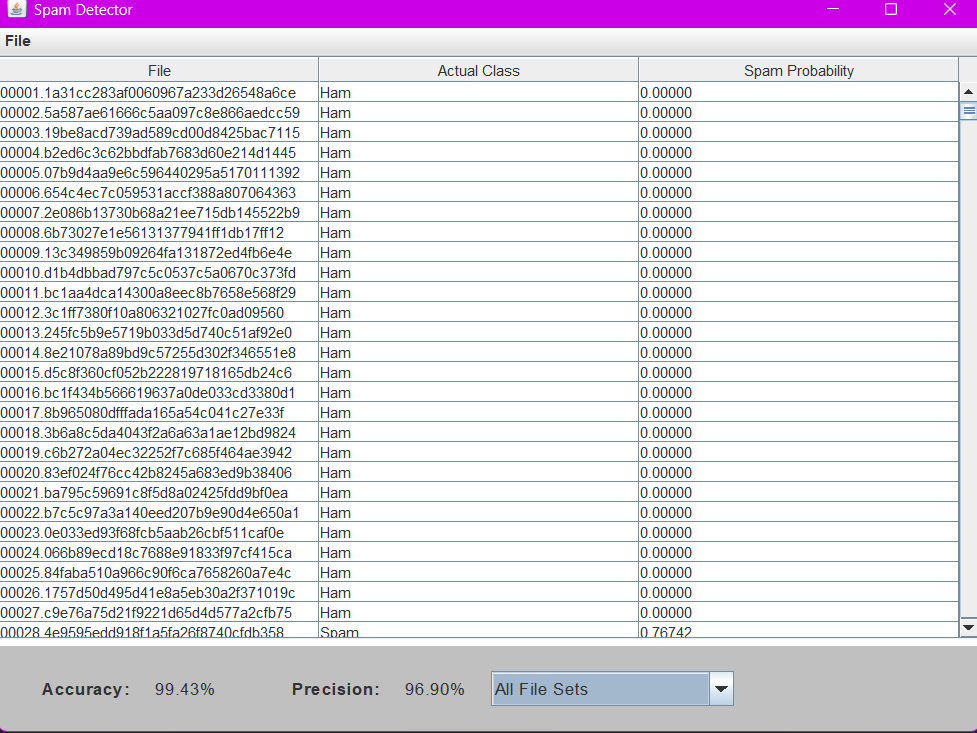 Spam Detector
File
File Actual Class Spam Probability
00001.1a31cc283af0060967a233d26548a6ce Ham 0.00000
00002.5a587ae61666c5aa097c8e866aedcc59 Ham 0.00000
00003.19be8acd739ad589cd00d8425bac7115 Ham 0.00000
00004.b2ed6c3c62bbdfab7683d60e214d1445 Ham 0.00000
00005.07b9d4aa9e6c596440295a5170111392 Ham 0.00000
00006.654c4ec7c059531accf388a807064363 Ham 0.00000
00007.2e086b13730b68a21ee715db145522b9 Ham 0.00000
00008.6b73027e1e56131377941ff1db17ff12 Ham 0.00000
00009.13c349859b09264fa131872ed4fb6e4e Ham 0.00000
00010.d1b4dbbad797c5c0537c5a0670c373fd Ham 0.00000
00011.bc1aa4dca14300a8eec8b7658e568f29 Ham 0.00000
00012.3c1ff7380f10a806321027fc0ad09560 Ham 0.00000
00013.245fc5b9e5719b033d5d740c51af92e0 Ham 0.00000
00014.8e21078a89bd9c57255d302f346551e8 Ham 0.00000
00015.d5c8f360cf052b222819718165db24c6 Ham 0.00000
00016.bc1f434b566619637a0de033cd3380d1 Ham 0.00000
00017.8b965080dfffada165a54c041c27e33f Ham 0.00000
00018.3b6a8c5da4043f2a6a63a1ae12bd9824 Ham 0.00000
00019.c6b272a04ec32252f7c685f464ae3942 Ham 0.00000
00020.83ef024f76cc42b8245a683ed9b38406 Ham 0.00000
00021.ba795c59691c8f5d8a02425fdd9bf0ea Ham 0.00000
00022.b7c5c97a3a140eed207b9e90d4e650a1 Ham 0.00000
00023.0e033ed93f68fcb5aab26cbf511caf0e Ham 0.00000
00024.066b89ecd18c7688e91833f97cf415ca Ham 0.00000
00025.84faba510a966c90f6ca7658260a7e4c Ham 0.00000
00026.1757d50d495d41e8a5eb30a2f371019c Ham 0.00000
00027.c9e76a75d21f9221d65d4d577a2cfb75 Ham 0.00000
00028.4e9595edd918f1a5fa26f8740cfdb358 Spam 0.76742
Accuracy: 99.43% Precision: 96.90% All File Sets